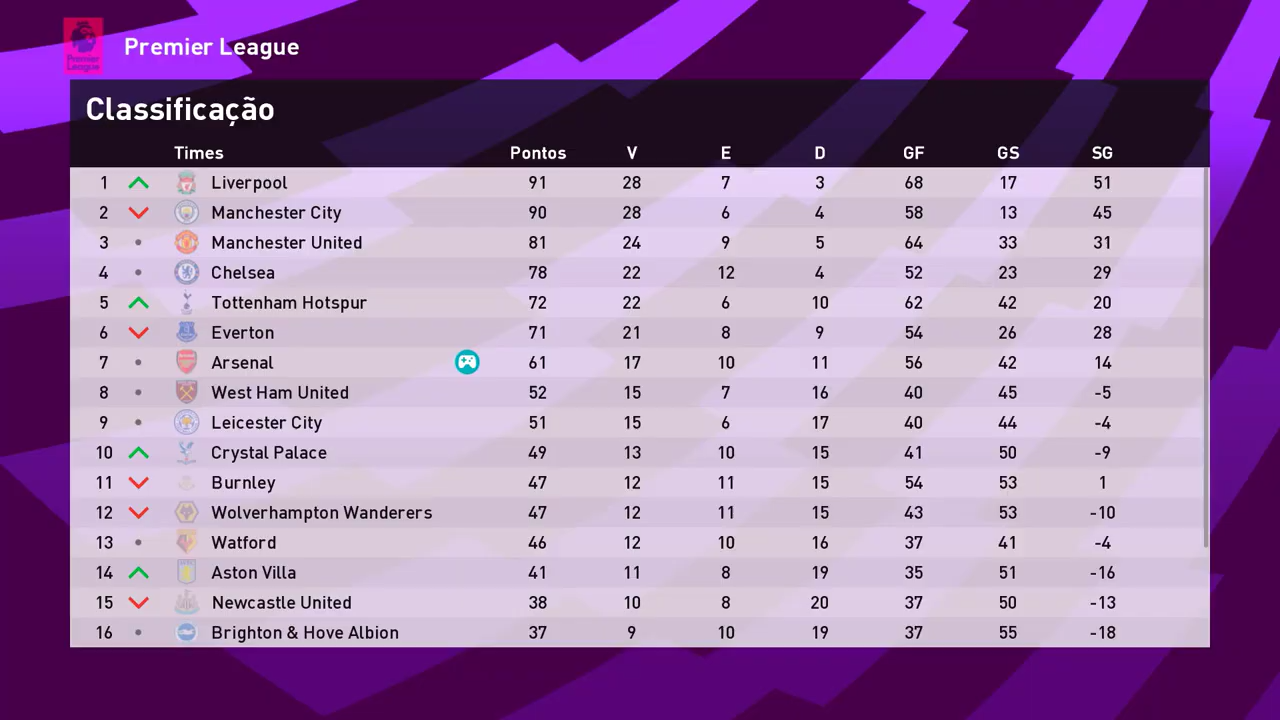 Premier League
Premier League
Classificação
Times Pontos V E D GF GS SG
1 Liverpool 91 28 7 3 68 17 51
2 Manchester City 90 28 6 4 58 13 45
3 Manchester United 81 24 9 5 64 33 31
4 Chelsea 78 22 12 4 52 23 29
5 Tottenham Hotspur 72 22 6 10 62 42 20
6 Everton 71 21 8 9 54 26 28
7 Arsenal 61 17 10 11 56 42 14
8 West Ham United 52 15 7 16 40 45 -5
9 Leicester City 51 15 6 17 40 44 -4
10 Crystal Palace 49 13 10 15 41 50 -9
11 Burnley 47 12 11 15 54 53 1
12 Wolverhampton Wanderers 47 12 11 15 43 53 -10
13 Watford 46 12 10 16 37 41 -4
14 Aston Villa 41 11 8 19 35 51 -16
15 Newcastle United 38 10 8 20 37 50 -13
16 Brighton & Hove Albion 37 9 10 19 37 55 -18